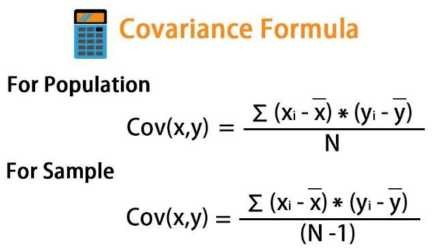 Covariance Formula
For Population
Cov(x,y) = Σ (xᵢ - x̅) * (yᵢ - y̅) / N
For Sample
Cov(x,y) = Σ (xᵢ - x̅) * (yᵢ - y̅) / (N -1)